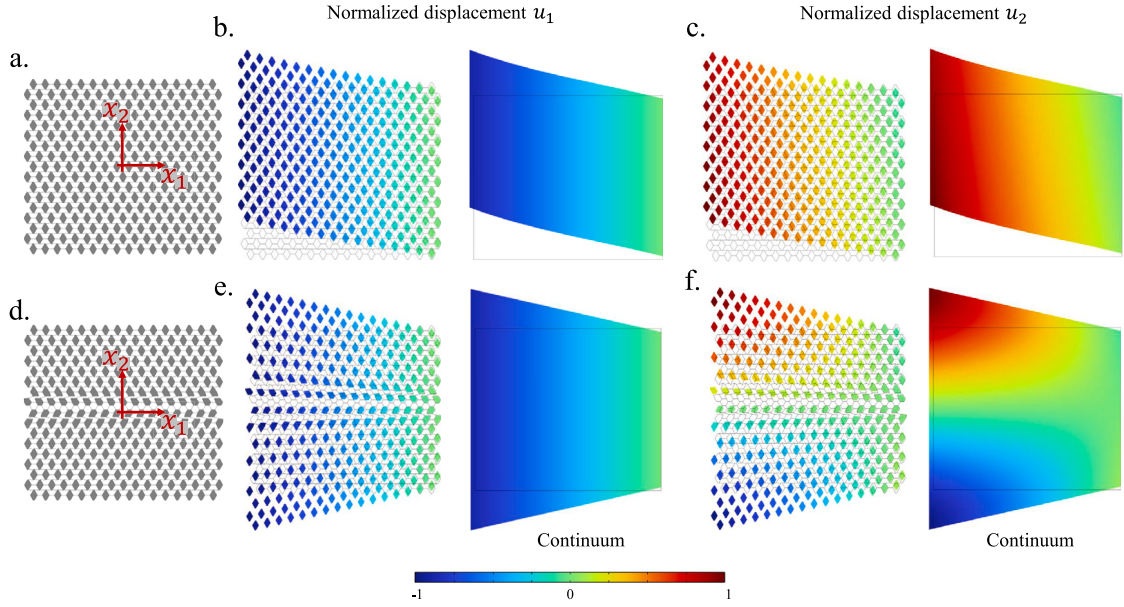 Normalized displacement u₁
Normalized displacement u₂
a.
b.
c.
x₂
x₁
d.
e.
f.
x₂
x₁
Continuum
Continuum
-1
0
1